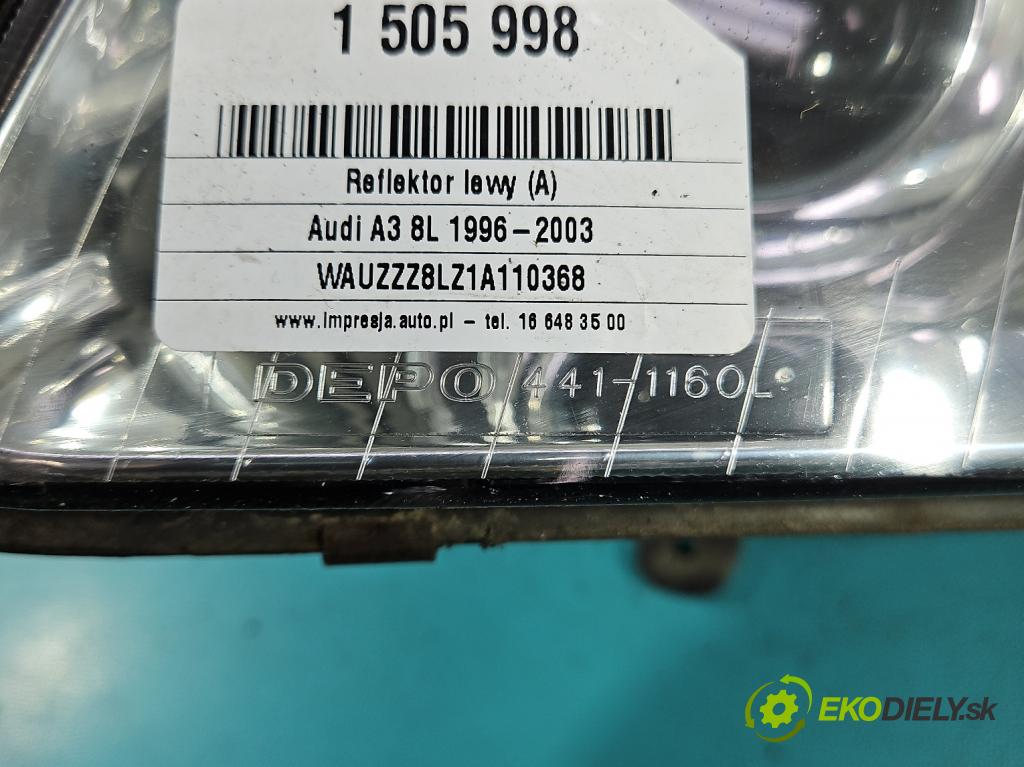 1 505 998
Reflektor lewy (A)
Audi A3 8L 1996-2003
WAUZZZ8LZ1A110368
www.impresja.auto.pl - tel. 16 648 35 00
DEPO 441-1160L
EKODIELY.sk